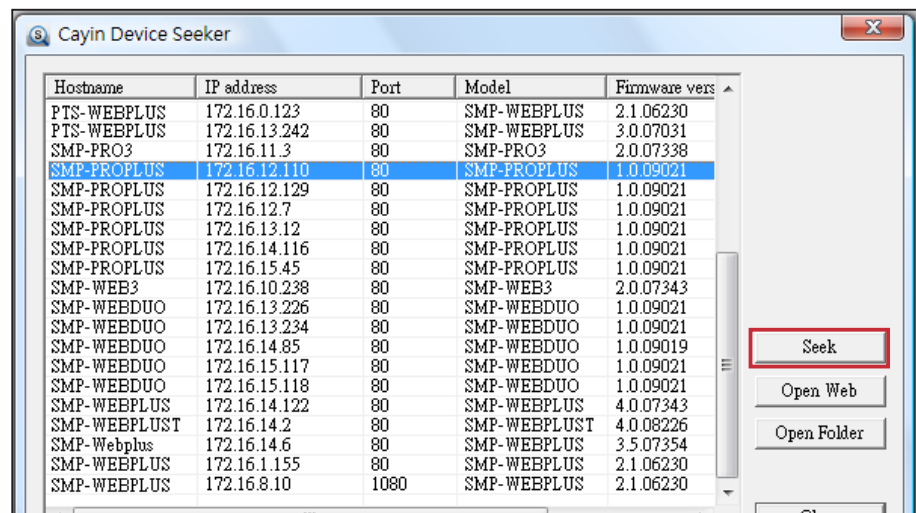 Cayin Device Seeker
Hostname IP address Port Model Firmware vers
PTS-WEBPLUS 172.16.0.123 80 SMP-WEBPLUS 2.1.06230
PTS-WEBPLUS 172.16.13.242 80 SMP-WEBPLUS 3.0.07031
SMP-PRO3 172.16.11.3 80 SMP-PRO3 2.0.07338
SMP-PROPLUS 172.16.12.110 80 SMP-PROPLUS 1.0.09021
SMP-PROPLUS 172.16.12.129 80 SMP-PROPLUS 1.0.09021
SMP-PROPLUS 172.16.12.7 80 SMP-PROPLUS 1.0.09021
SMP-PROPLUS 172.16.13.12 80 SMP-PROPLUS 1.0.09021
SMP-PROPLUS 172.16.14.116 80 SMP-PROPLUS 1.0.09021
SMP-PROPLUS 172.16.15.45 80 SMP-PROPLUS 1.0.09021
SMP-WEB3 172.16.10.238 80 SMP-WEB3 2.0.07343
SMP-WEBDUO 172.16.13.226 80 SMP-WEBDUO 1.0.09021
SMP-WEBDUO 172.16.13.234 80 SMP-WEBDUO 1.0.09021
SMP-WEBDUO 172.16.14.85 80 SMP-WEBDUO 1.0.09019
SMP-WEBDUO 172.16.15.117 80 SMP-WEBDUO 1.0.09021
SMP-WEBDUO 172.16.15.118 80 SMP-WEBDUO 1.0.09021
SMP-WEBPLUS 172.16.14.122 80 SMP-WEBPLUS 4.0.07343
SMP-WEBPLUST 172.16.14.2 80 SMP-WEBPLUST 4.0.08226
SMP-Webplus 172.16.14.6 80 SMP-WEBPLUS 3.5.07354
SMP-WEBPLUS 172.16.1.155 80 SMP-WEBPLUS 2.1.06230
SMP-WEBPLUS 172.16.8.10 1080 SMP-WEBPLUS 2.1.06230
Seek
Open Web
Open Folder